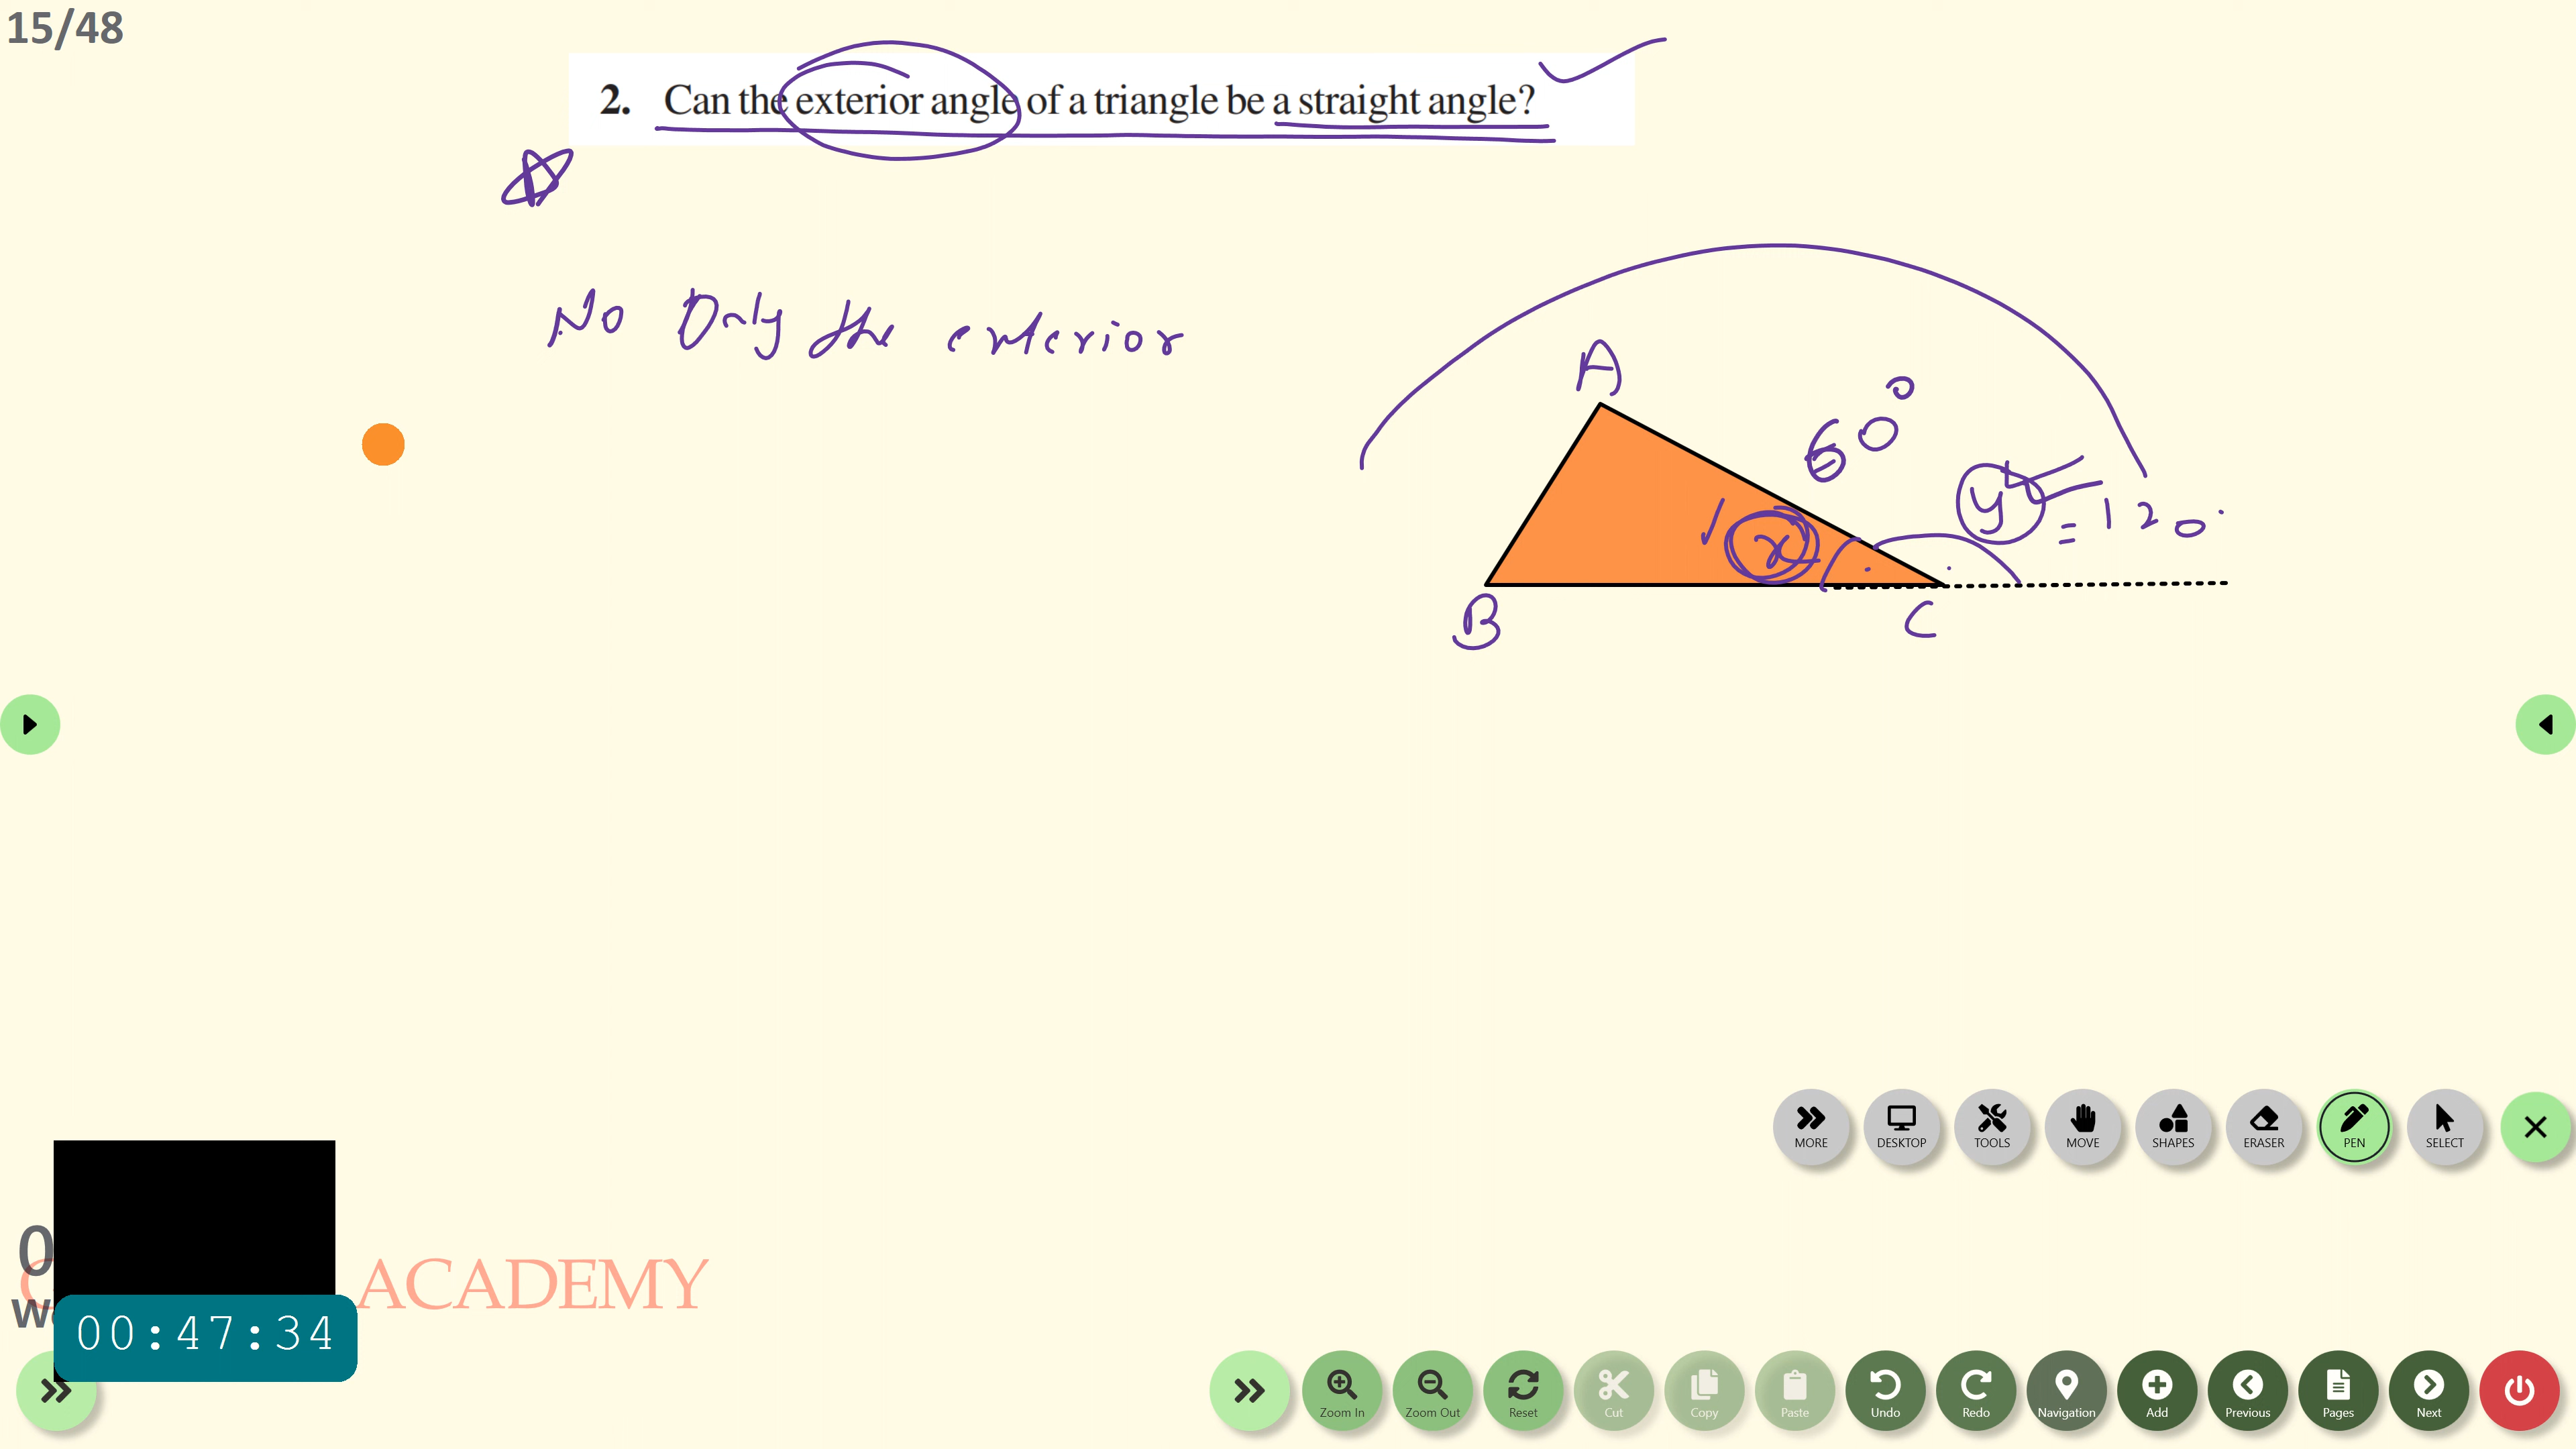 15/48
2. Can the exterior angle of a triangle be a straight angle?
No Only the exterior
A
60°
y = 120
x
B
C
MORE
DESKTOP
TOOLS
MOVE
SHAPES
ERASER
PEN
SELECT
ACADEMY
00:47:34
Zoom In
Zoom Out
Reset
Cut
Copy
Paste
Undo
Redo
Navigation
Add
Previous
Pages
Next